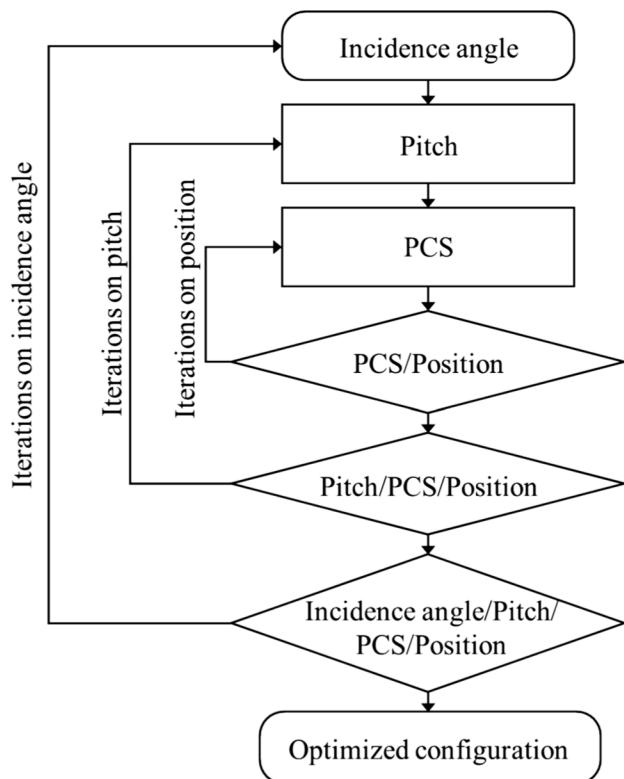 Incidence angle
Pitch
PCS
PCS/Position
Pitch/PCS/Position
Incidence angle/Pitch/
PCS/Position
Optimized configuration
Iterations on incidence angle
Iterations on pitch
Iterations on position